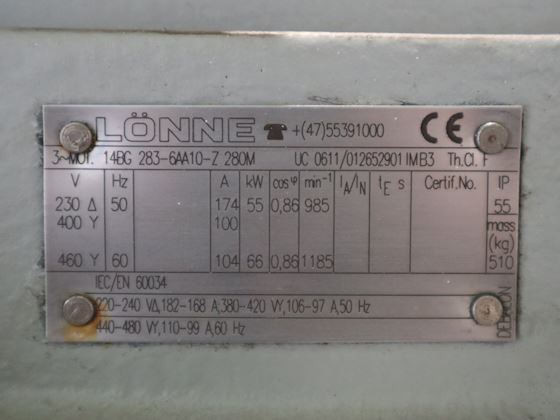 LÖNNE ☎ +(47)55391000 CE
3~MOT. 14BG 283-6AA10-Z 280M UC 0611/012652901 IMB3 Th.Cl. F
V Hz A kW cosφ min-1 IA/IN tE s Certif.No. IP
230 Δ 50 174 55 0,86 985 55
400 Y 100 mass
(kg)
460 Y 60 104 66 0,86 1185 510
IEC/EN 60034
220-240 VΔ,182-168 A;380-420 VY,106-97 A,50 Hz
440-480 VY,110-99 A,60 Hz